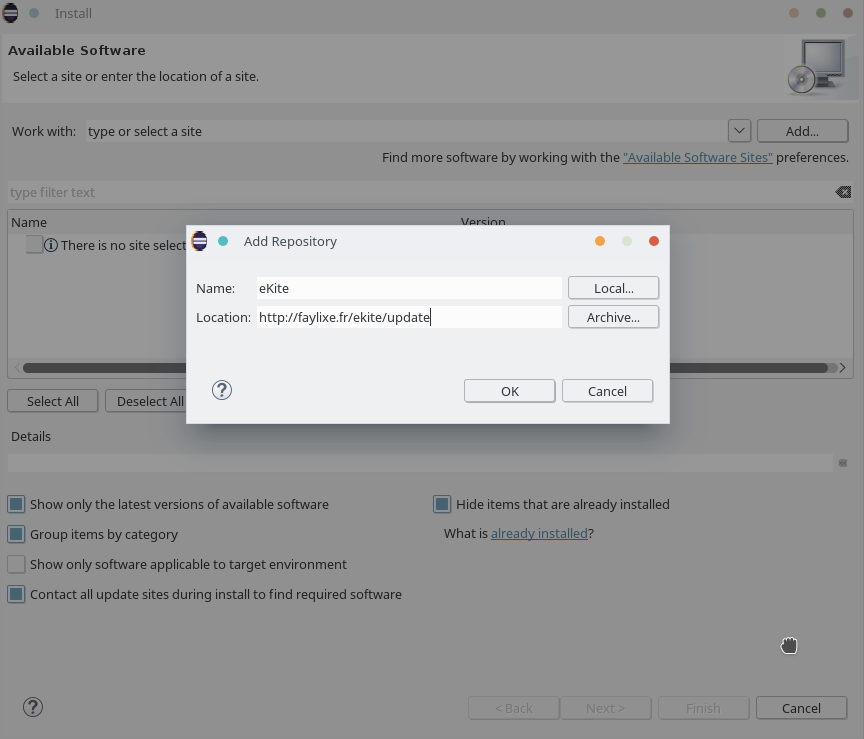 Install
Available Software
Select a site or enter the location of a site.
Work with: type or select a site Add...
Find more software by working with the "Available Software Sites" preferences.
type filter text
Name Version
There is no site select
Add Repository
Name: eKite Local...
Location: http://faylixe.fr/ekite/update Archive...
OK Cancel
Select All Deselect All
Details
Show only the latest versions of available software Hide items that are already installed
Group items by category What is already installed?
Show only software applicable to target environment
Contact all update sites during install to find required software
< Back Next > Finish Cancel